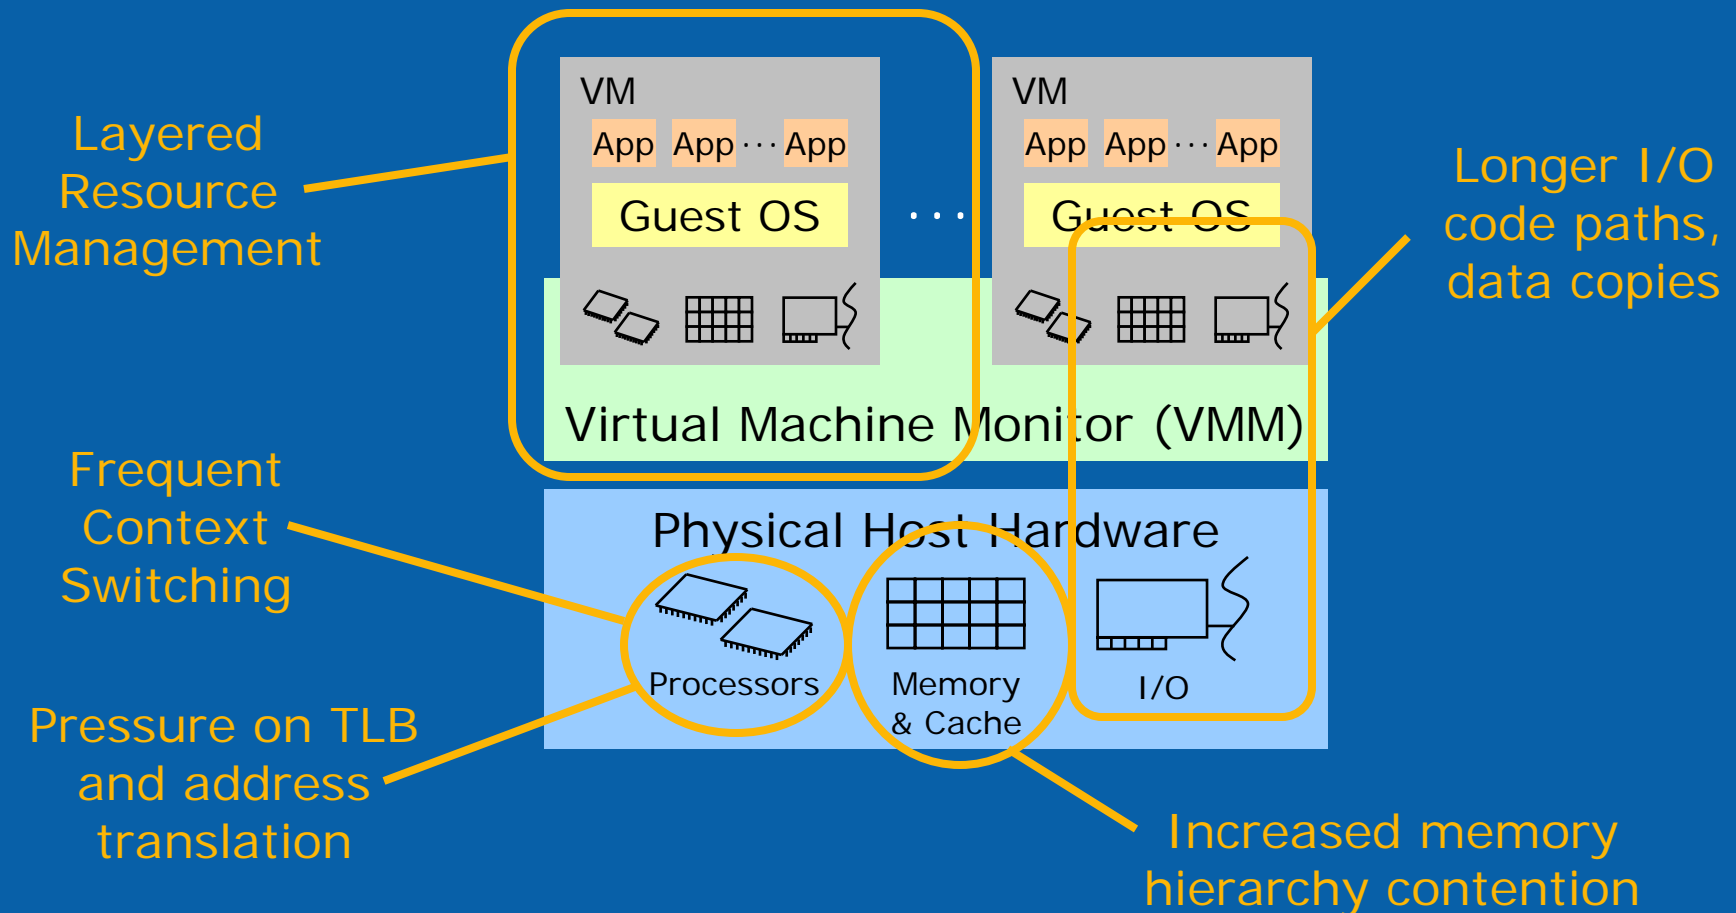 Layered
Resource
Management
VM
App App ··· App
Guest OS
...
VM
App App ··· App
Guest OS
Longer I/O
code paths,
data copies
Virtual Machine Monitor (VMM)
Frequent
Context
Switching
Physical Host Hardware
Processors
Memory
& Cache
I/O
Pressure on TLB
and address
translation
Increased memory
hierarchy contention